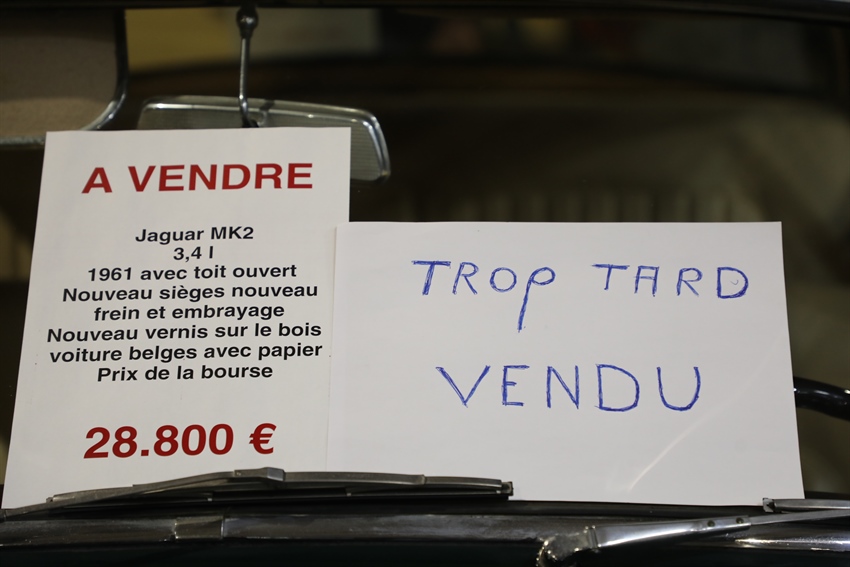 A VENDRE
Jaguar MK2
3,4 l
1961 avec toit ouvert
Nouveau sièges nouveau
frein et embrayage
Nouveau vernis sur le bois
voiture belges avec papier
Prix de la bourse
28.800 €
TROP TARD
VENDU